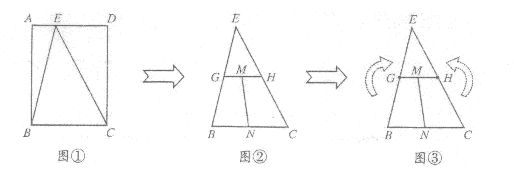 A E D
B C
图①
E
G M H
B N C
图②
E
G M H
B N C
图③